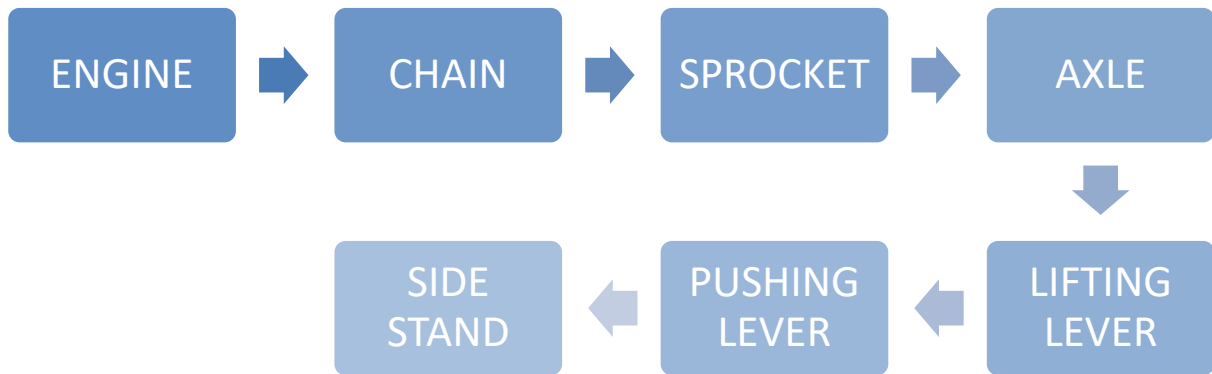 ENGINE
CHAIN
SPROCKET
AXLE
LIFTING
LEVER
PUSHING
LEVER
SIDE
STAND